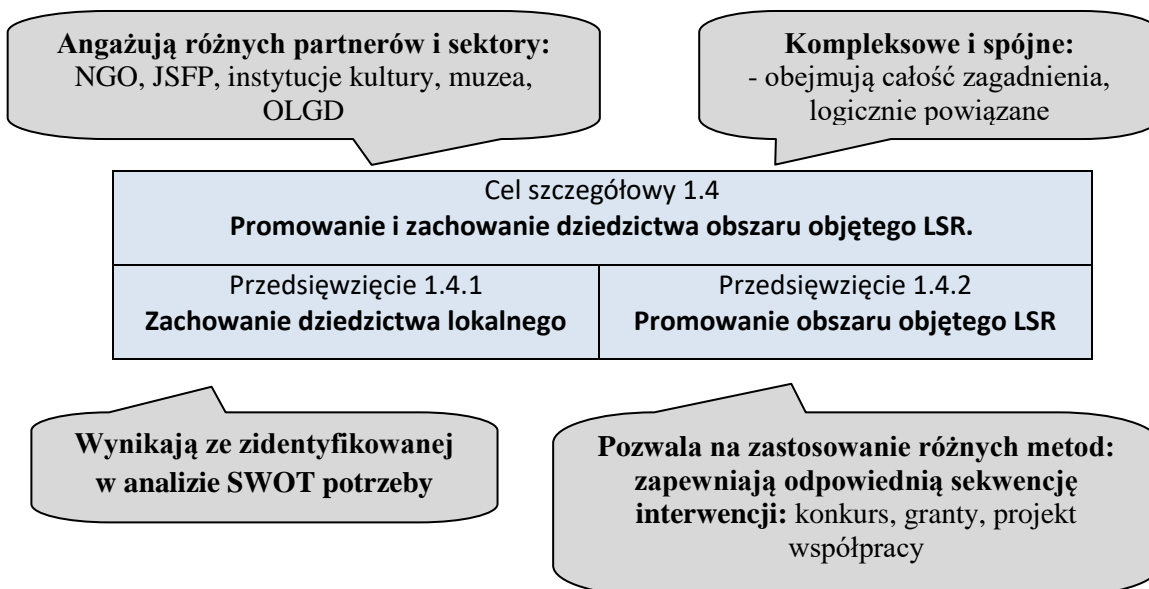 Angażują różnych partnerów i sektory:
NGO, JSFP, instytucje kultury, muzea,
OLGD
Kompleksowe i spójne:
- obejmują całość zagadnienia,
logicznie powiązane
Cel szczegółowy 1.4
Promowanie i zachowanie dziedzictwa obszaru objętego LSR.
Przedsięwzięcie 1.4.1
Zachowanie dziedzictwa lokalnego
Przedsięwzięcie 1.4.2
Promowanie obszaru objętego LSR
Wynikają ze zidentyfikowanej
w analizie SWOT potrzeby
Pozwala na zastosowanie różnych metod:
zapewniają odpowiednią sekwencję
interwencji: konkurs, granty, projekt
współpracy